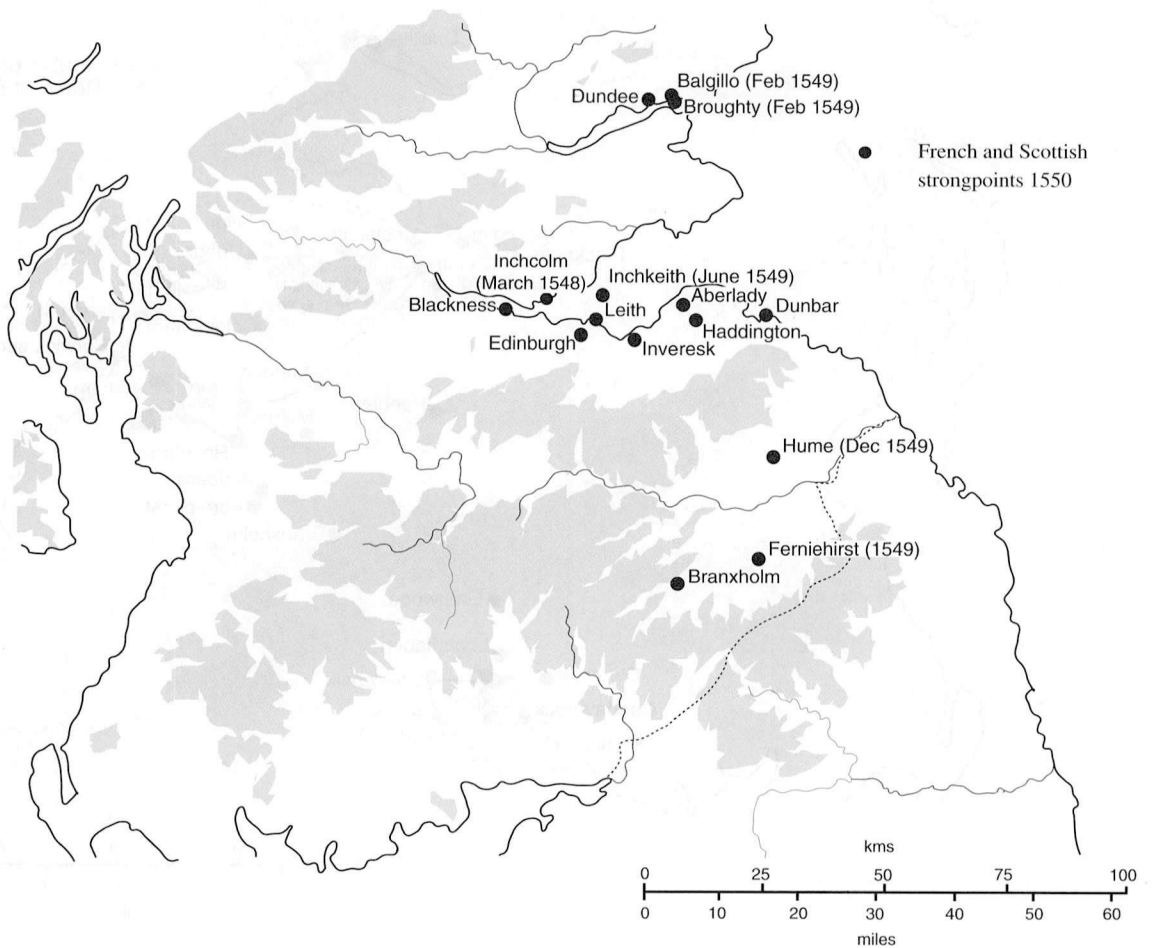 Balgillo (Feb 1549)
Dundee
Broughty (Feb 1549)
French and Scottish
strongpoints 1550
Inchcolm
(March 1548)
Inchkeith (June 1549)
Aberlady
Blackness
Leith
Dunbar
Haddington
Edinburgh
Inveresk
Hume (Dec 1549)
Ferniehirst (1549)
Branxholm
kms
0 25 50 75 100
0 10 20 30 40 50 60
miles